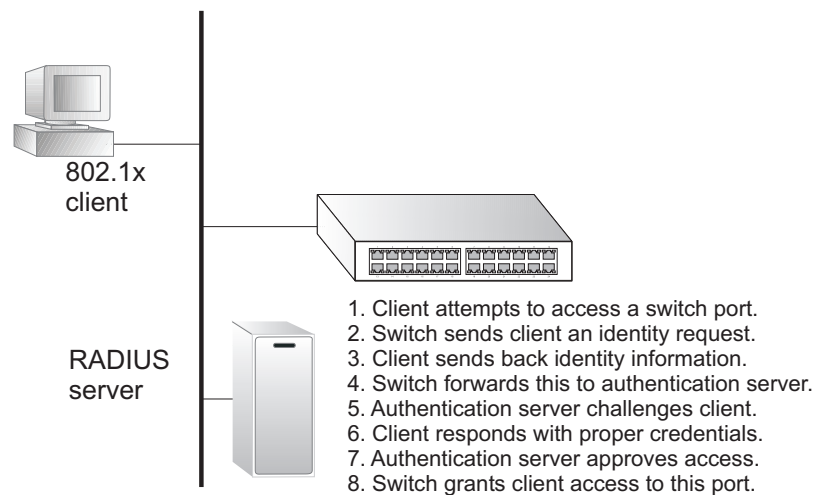 802.1x
client
RADIUS
server
1. Client attempts to access a switch port.
2. Switch sends client an identity request.
3. Client sends back identity information.
4. Switch forwards this to authentication server.
5. Authentication server challenges client.
6. Client responds with proper credentials.
7. Authentication server approves access.
8. Switch grants client access to this port.